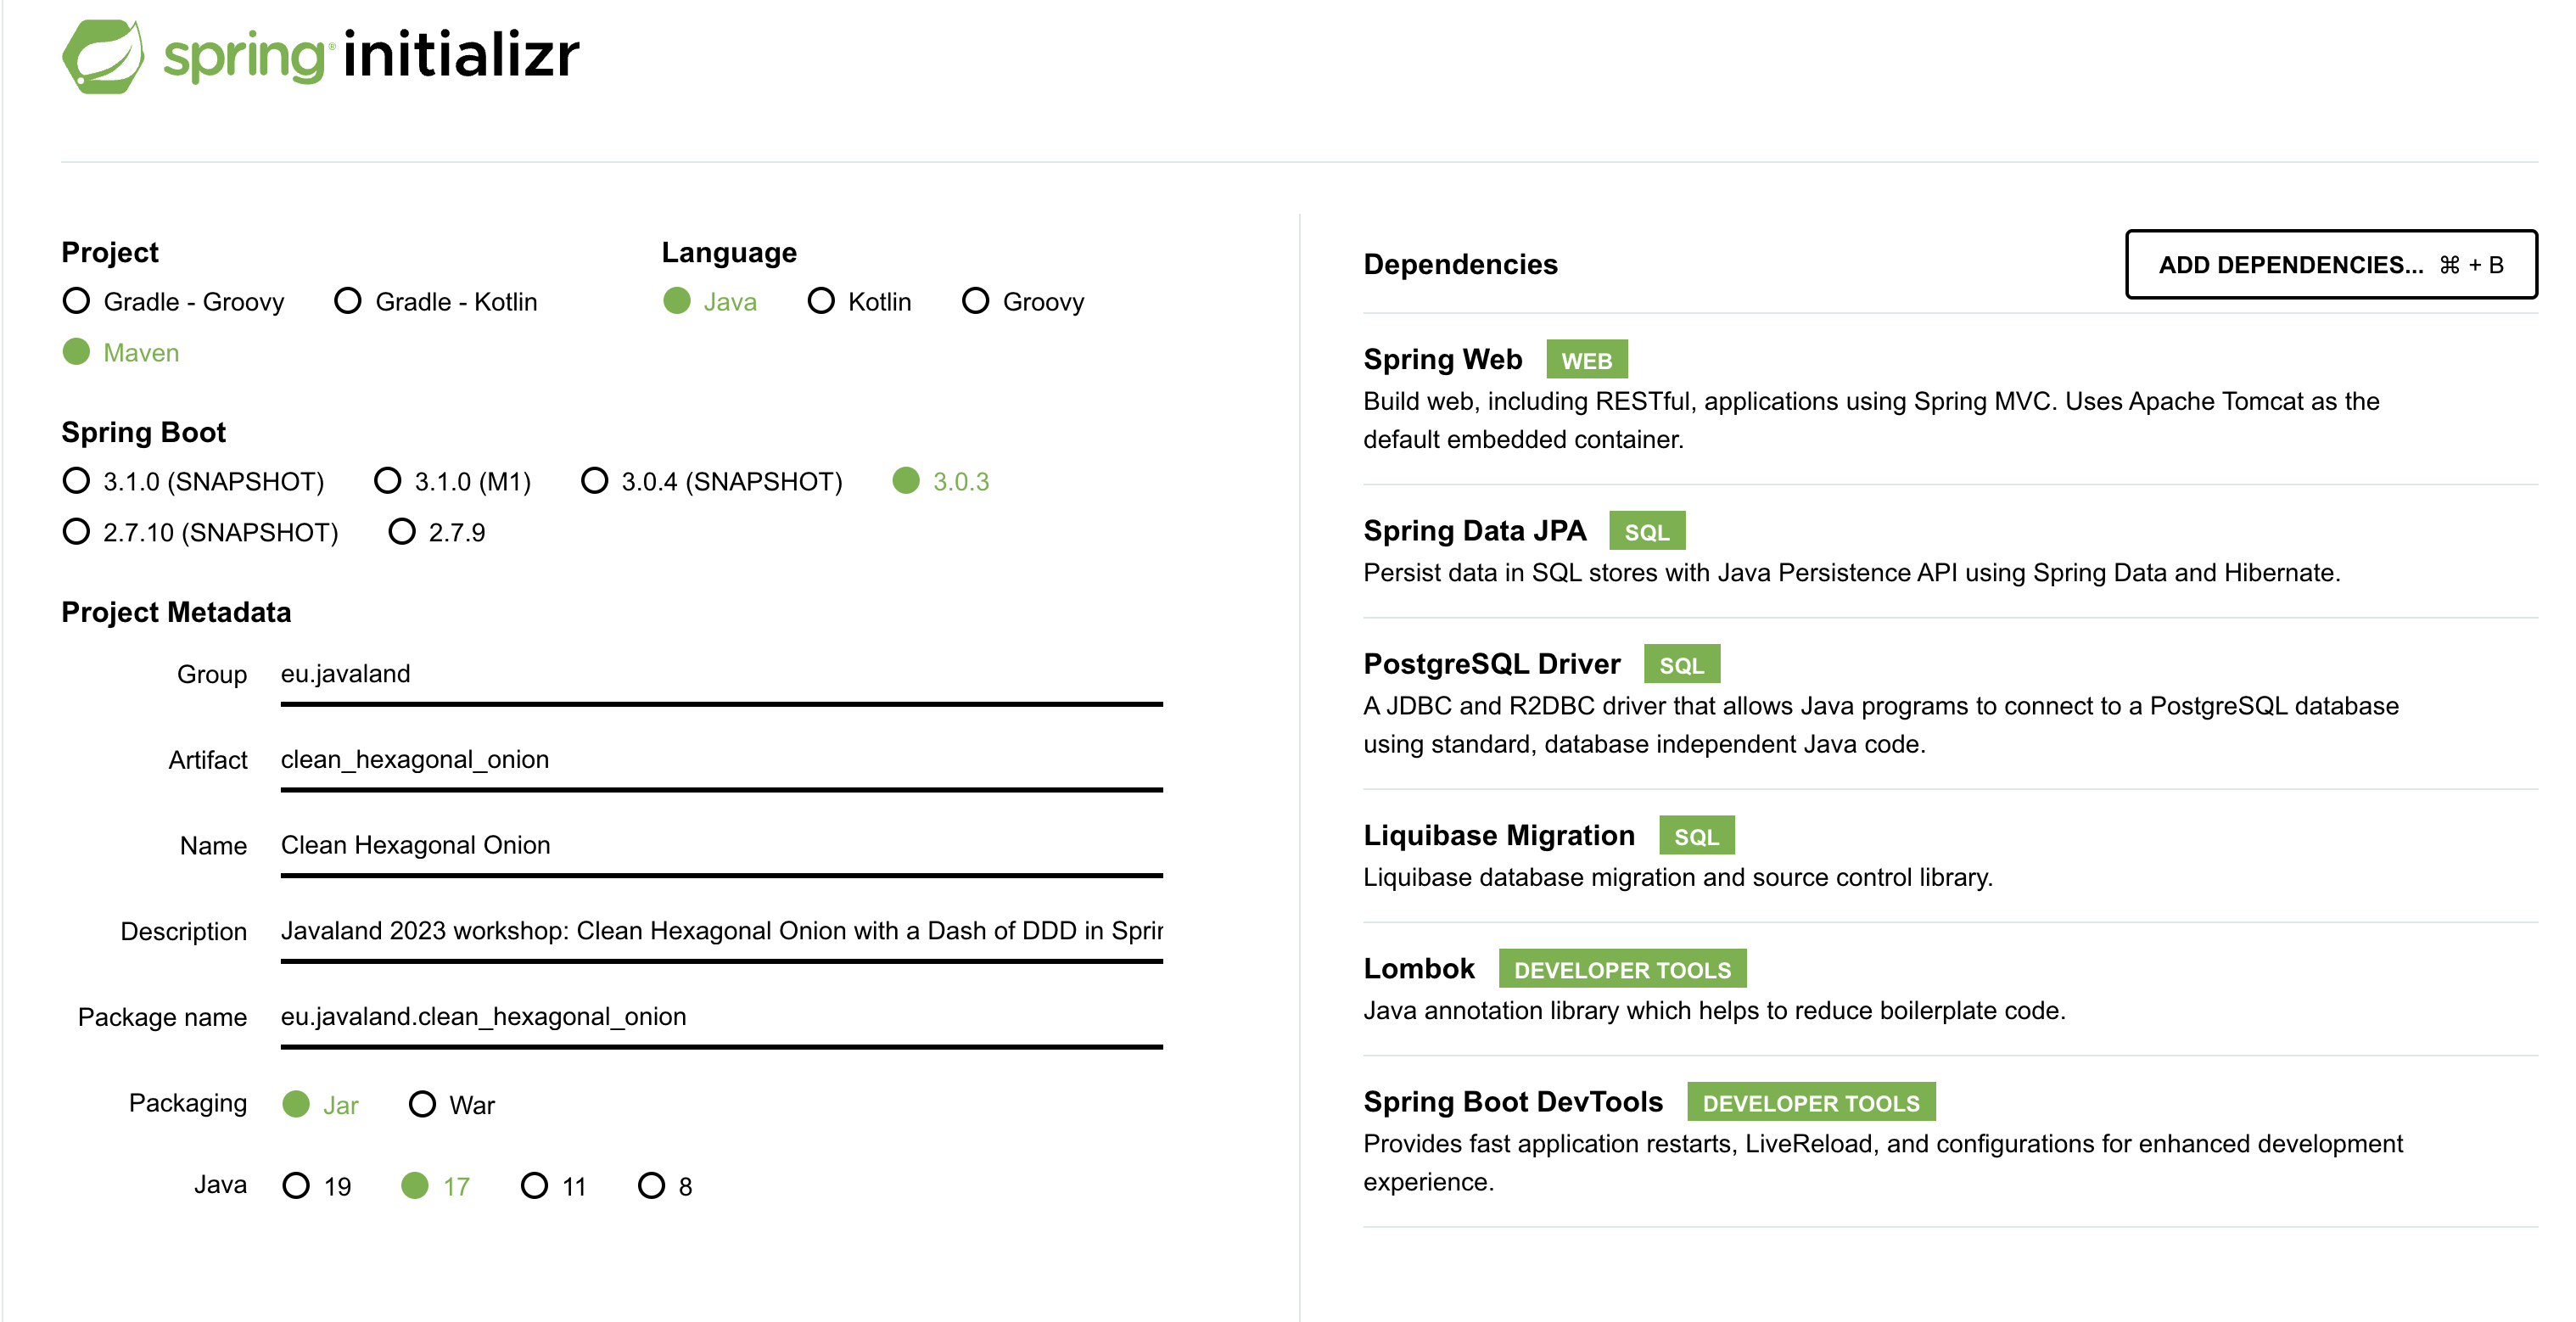 spring® initializr
Project
Gradle - Groovy Gradle - Kotlin
Maven
Language
Java Kotlin Groovy
Spring Boot
3.1.0 (SNAPSHOT) 3.1.0 (M1) 3.0.4 (SNAPSHOT) 3.0.3
2.7.10 (SNAPSHOT) 2.7.9
Project Metadata
Group eu.javaland
Artifact clean_hexagonal_onion
Name Clean Hexagonal Onion
Description Javaland 2023 workshop: Clean Hexagonal Onion with a Dash of DDD in Sprin
Package name eu.javaland.clean_hexagonal_onion
Packaging Jar War
Java 19 17 11 8
Dependencies ADD DEPENDENCIES... ⌘ + B
Spring Web WEB
Build web, including RESTful, applications using Spring MVC. Uses Apache Tomcat as the
default embedded container.
Spring Data JPA SQL
Persist data in SQL stores with Java Persistence API using Spring Data and Hibernate.
PostgreSQL Driver SQL
A JDBC and R2DBC driver that allows Java programs to connect to a PostgreSQL database
using standard, database independent Java code.
Liquibase Migration SQL
Liquibase database migration and source control library.
Lombok DEVELOPER TOOLS
Java annotation library which helps to reduce boilerplate code.
Spring Boot DevTools DEVELOPER TOOLS
Provides fast application restarts, LiveReload, and configurations for enhanced development
experience.